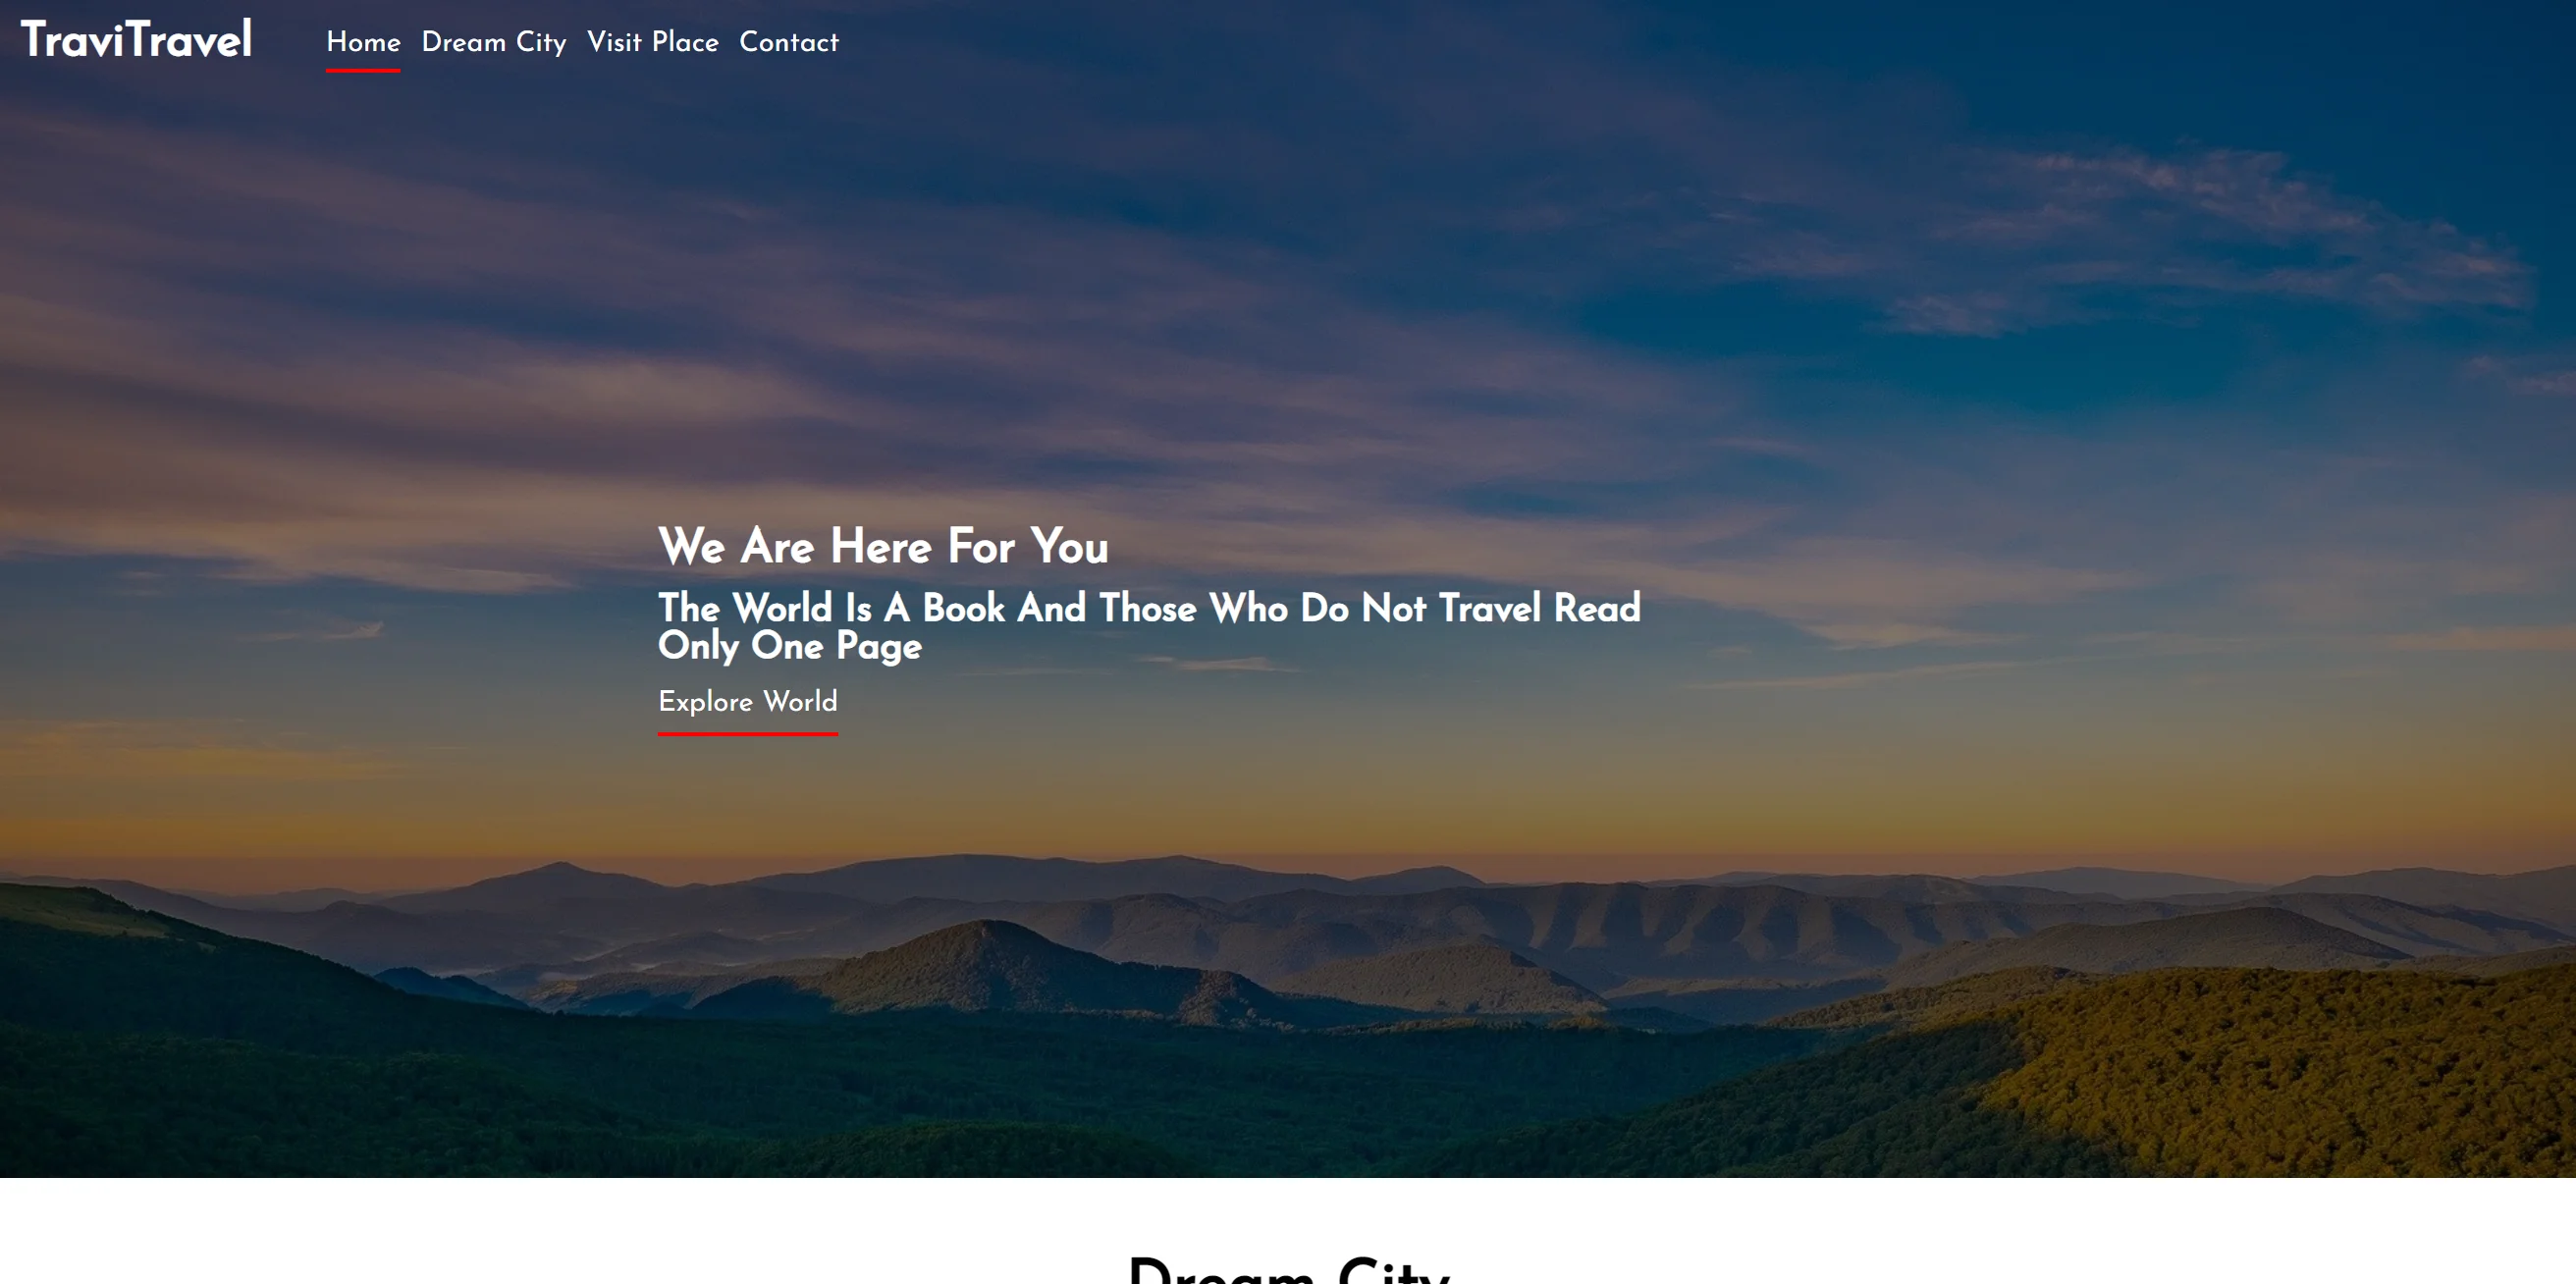 TraviTravel
Home Dream City Visit Place Contact
We Are Here For You
The World Is A Book And Those Who Do Not Travel Read
Only One Page
Explore World
Dream City